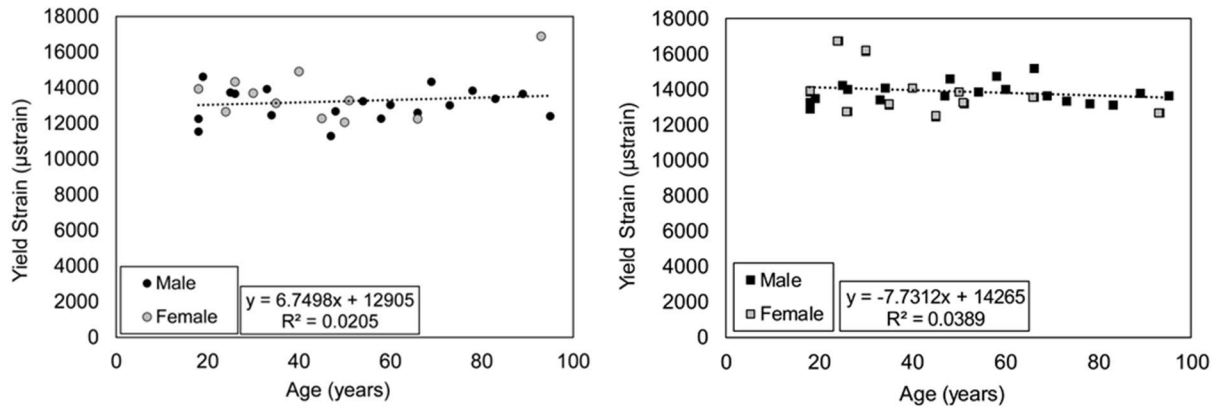 18000
16000
14000
12000
10000
8000
6000
4000
2000
0
Yield Strain (µstrain)
Male
Female
y = 6.7498x + 12905
R² = 0.0205
0 20 40 60 80 100
Age (years)
18000
16000
14000
12000
10000
8000
6000
4000
2000
0
Yield Strain (µstrain)
Male
Female
y = -7.7312x + 14265
R² = 0.0389
0 20 40 60 80 100
Age (years)